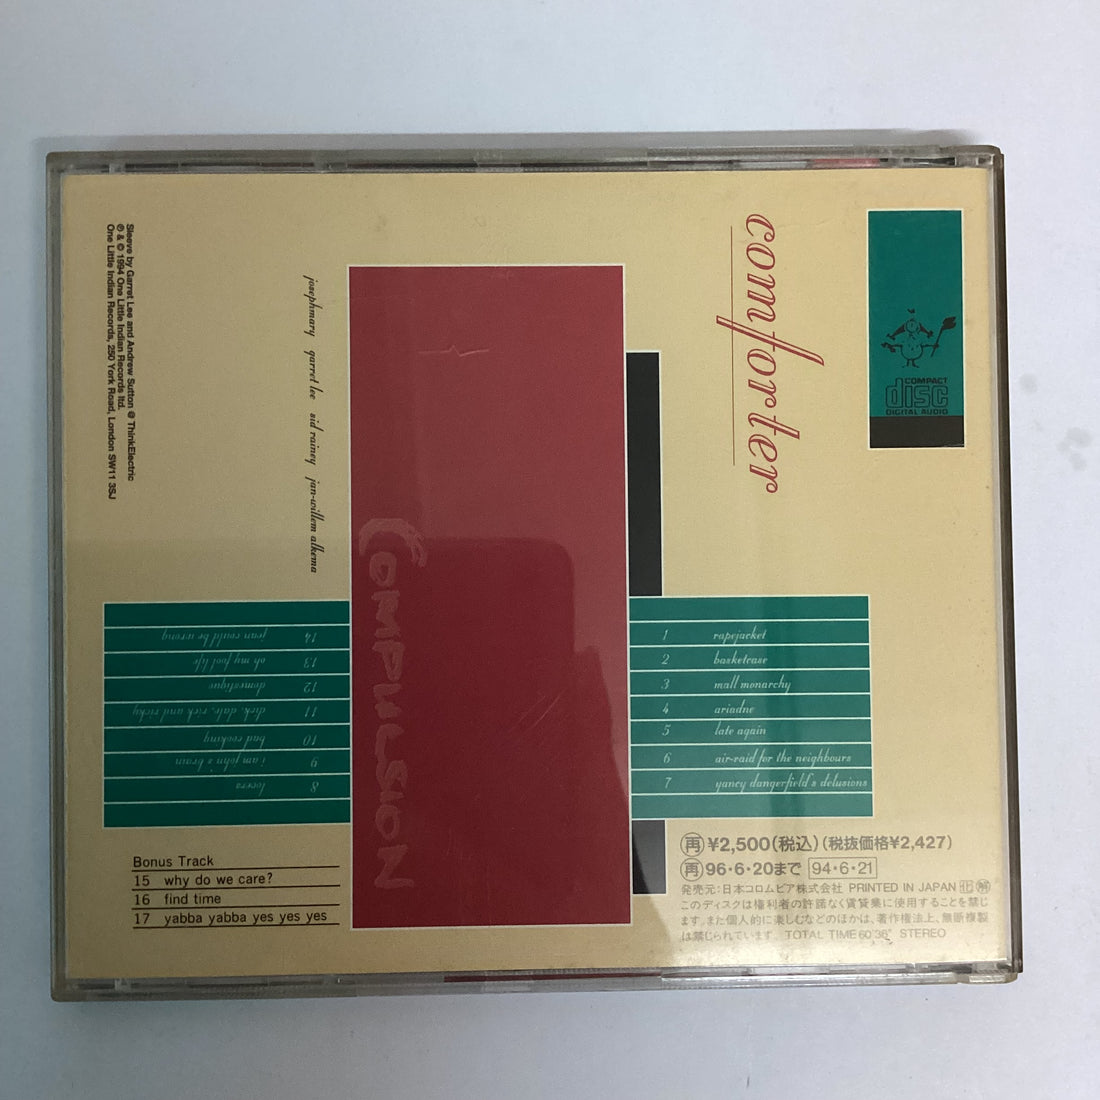 comforter
COMPACT
disc
DIGITAL AUDIO
Sleeve by Garret Lee and Andrew Sutton @ ThinkElectric
℗ & © 1994 One Little Indian Records ltd.
One Little Indian Records, 250 York Road, London SW11 3SJ
josephmary garret lee sid rainey jan-willem alkema
COMPULSION
1 rapejacket
2 basketcase
3 mall monarchy
4 ariadne
5 late again
6 air-raid for the neighbours
7 yancy dangerfield's delusions
8 lovers
9 i am john's brain
10 bad cooking
11 dick, dale, rick and ricky
12 domestique
13 oh my fool life
14 jean could be wrong
Bonus Track
15 why do we care?
16 find time
17 yabba yabba yes yes yes
再 ¥2,500(税込)(税抜価格¥2,427)
再 96・6・20まで 94・6・21
発売元:日本コロムビア株式会社 PRINTED IN JAPAN
このディスクは権利者の許諾なく賃貸業に使用することを禁じ
ます。また個人的に楽しむなどのほかは、著作権法上、無断複製
は禁じられています。 TOTAL TIME 60'36" STEREO